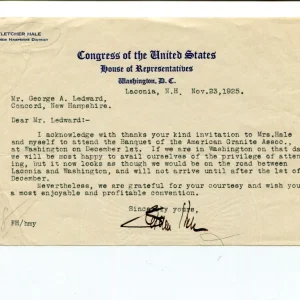 FLETCHER HALE
NEW HAMPSHIRE DISTRICT
Congress of the United States
House of Representatives
Washington, D. C.
Laconia, N.H Nov.23,1925.
Mr. George A. Ledward,
Concord, New Hampshire.
Dear Mr. Ledward:-
I acknowledge with thanks your kind invitation to Mrs.Hale
and myself to attend the Banquet of the American Granite Assoc.,
at Washington on December 1st. If we are in Washington on that da
we will be most happy to avail ourselves of the privilege of atten
ing, but it now looks as though we would be on the road between
Laconia and Washington, and will not arrive until after the 1st of
December.
Nevertheless, we are grateful for your courtesy and wish you
a most enjoyable and profitable convention.
Sincerely yours,
FH/hmy